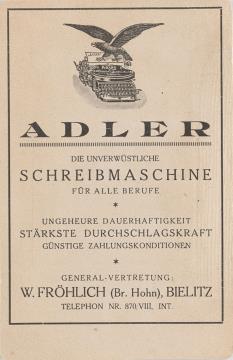 ADLER
DIE UNVERWÜSTLICHE
SCHREIBMASCHINE
FÜR ALLE BERUFE
UNGEHEURE DAUERHAFTIGKEIT
STÄRKSTE DURCHSCHLAGSKRAFT
GÜNSTIGE ZAHLUNGSKONDITIONEN
GENERAL-VERTRETUNG:
W. FRÖHLICH (Br. Hohn), BIELITZ
TELEPHON NR. 870/VIII, INT.